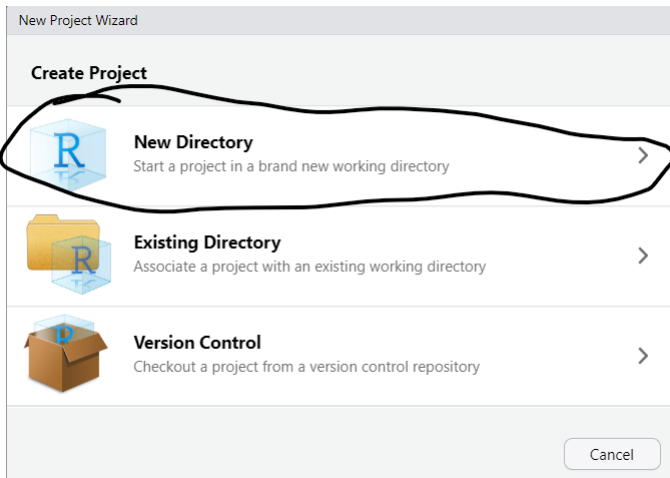 New Project Wizard
Create Project
R
New Directory
Start a project in a brand new working directory
R
Existing Directory
Associate a project with an existing working directory
R
Version Control
Checkout a project from a version control repository
Cancel